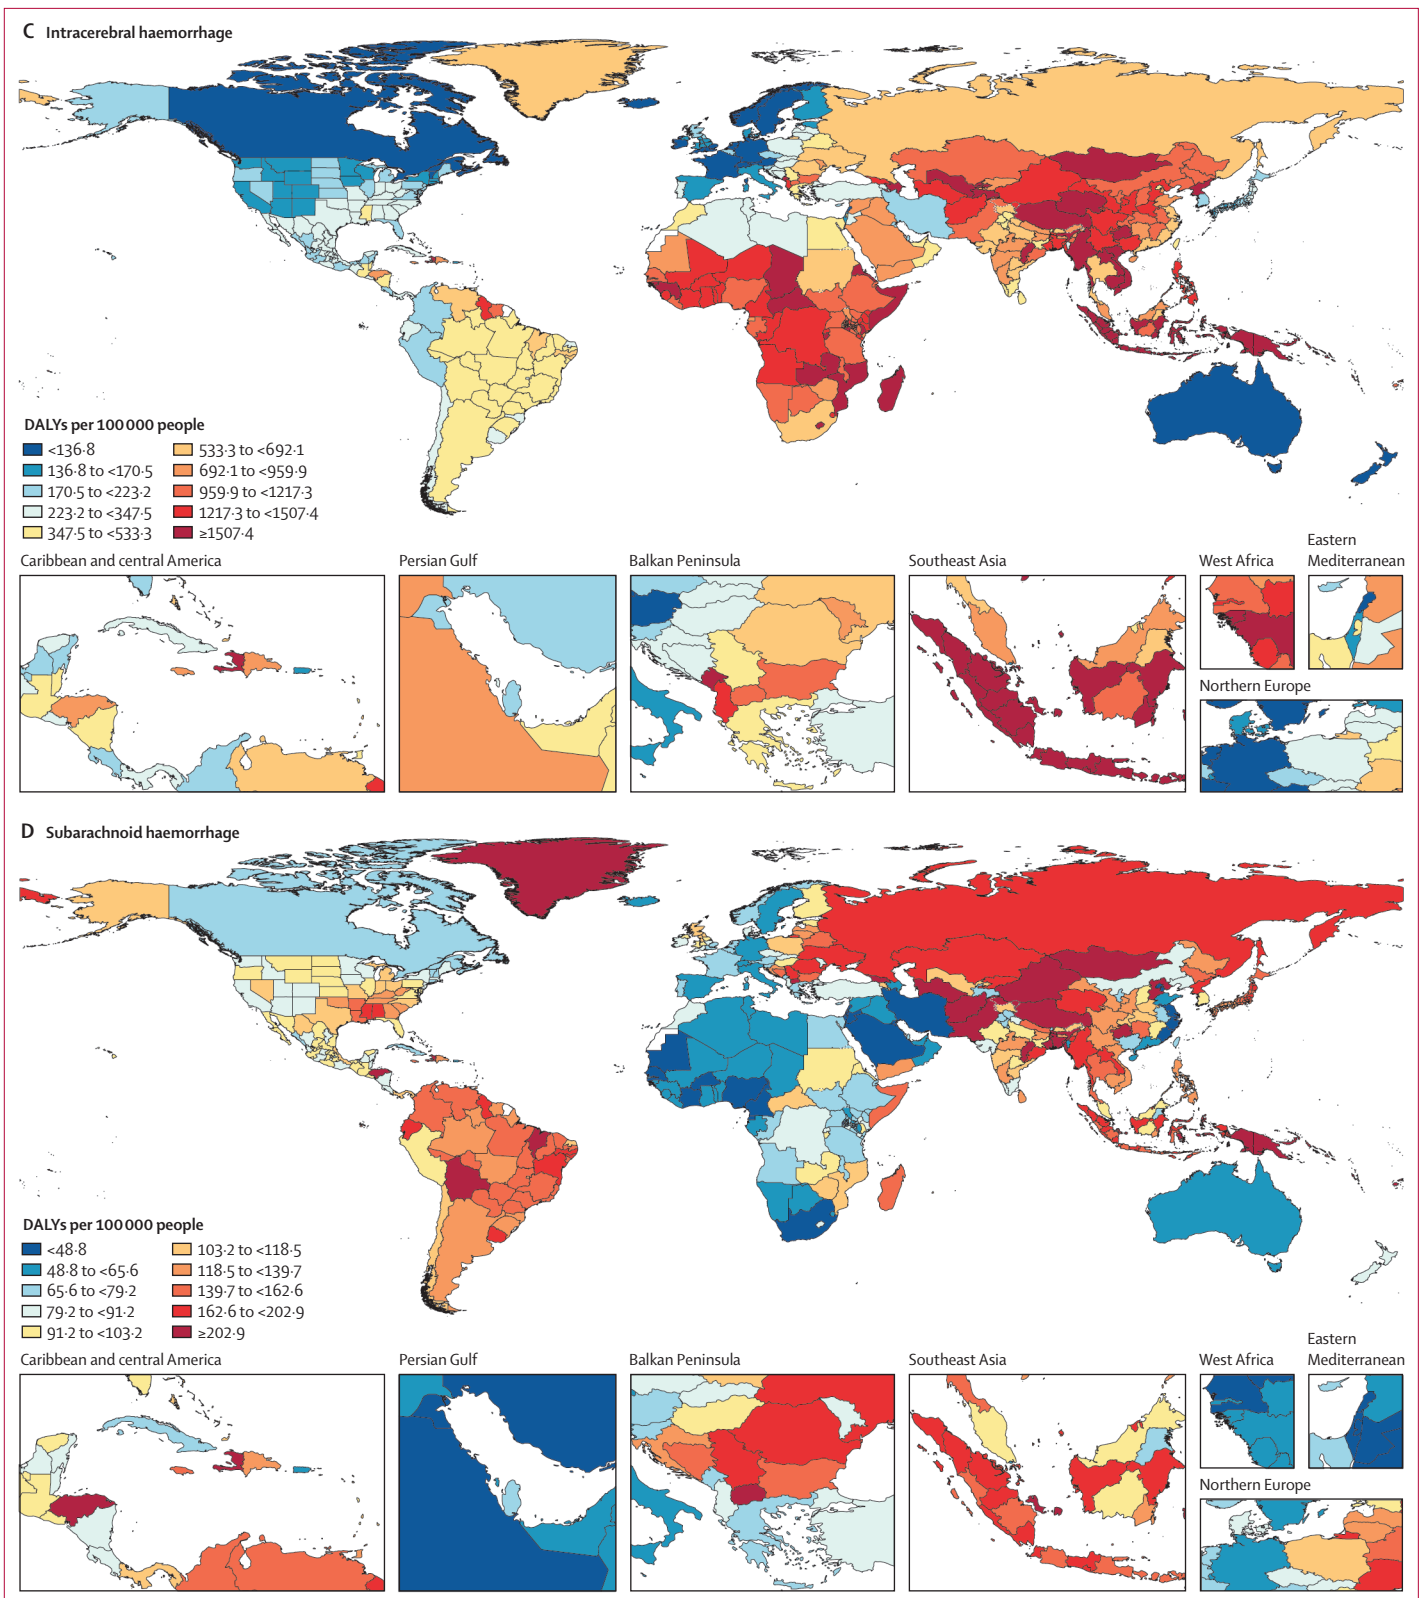 C Intracerebral haemorrhage
DALYs per 100 000 people
<136·8
136·8 to <170·5
170·5 to <223·2
223·2 to <347·5
347·5 to <533·3
533·3 to <692·1
692·1 to <959·9
959·9 to <1217·3
1217·3 to <1507·4
≥1507·4
Caribbean and central America
Persian Gulf
Balkan Peninsula
Southeast Asia
West Africa
Eastern
Mediterranean
Northern Europe
D Subarachnoid haemorrhage
DALYs per 100 000 people
<48·8
48·8 to <65·6
65·6 to <79·2
79·2 to <91·2
91·2 to <103·2
103·2 to <118·5
118·5 to <139·7
139·7 to <162·6
162·6 to <202·9
≥202·9
Caribbean and central America
Persian Gulf
Balkan Peninsula
Southeast Asia
West Africa
Eastern
Mediterranean
Northern Europe